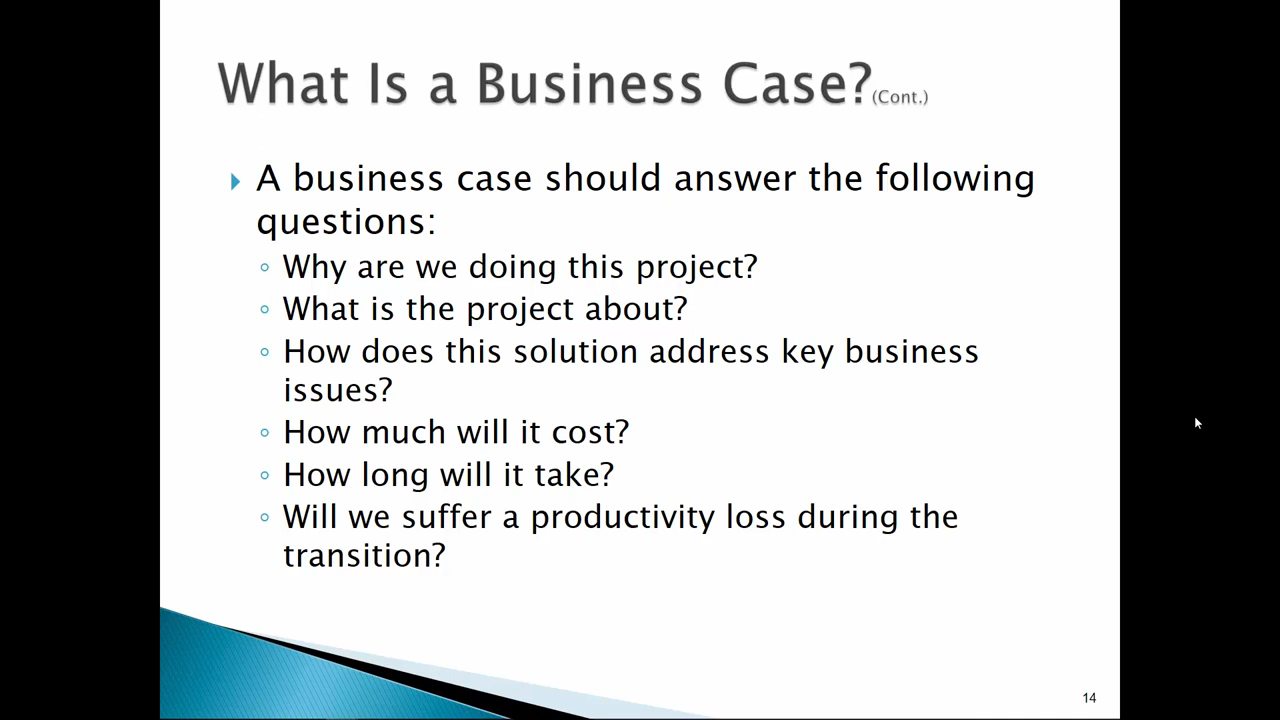 What Is a Business Case?(Cont.)
A business case should answer the following
questions:
Why are we doing this project?
What is the project about?
How does this solution address key business
issues?
How much will it cost?
How long will it take?
Will we suffer a productivity loss during the
transition?
14